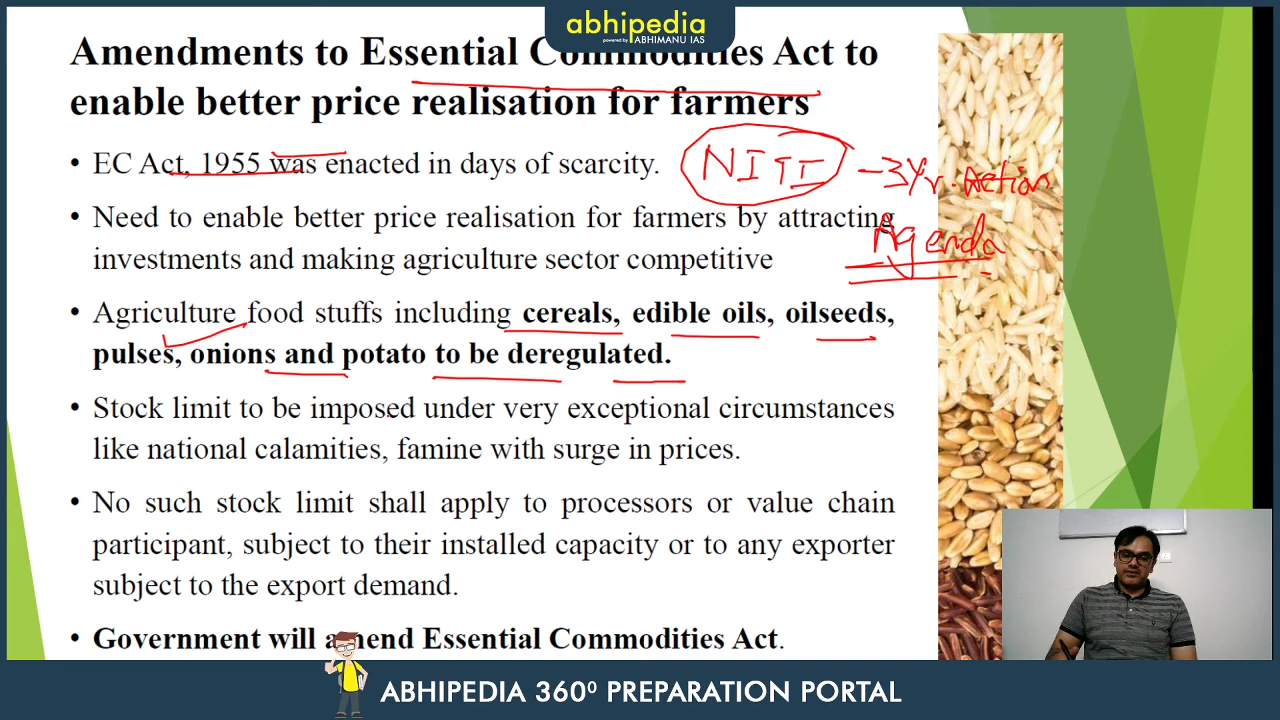 abhipedia
powered by ABHIMANU IAS
Amendments to Essential Commodities Act to
enable better price realisation for farmers
• EC Act, 1955 was enacted in days of scarcity.
NITI - 3 Yr. Action
Agenda
• Need to enable better price realisation for farmers by attracting
investments and making agriculture sector competitive
• Agriculture food stuffs including cereals, edible oils, oilseeds,
pulses, onions and potato to be deregulated.
• Stock limit to be imposed under very exceptional circumstances
like national calamities, famine with surge in prices.
• No such stock limit shall apply to processors or value chain
participant, subject to their installed capacity or to any exporter
subject to the export demand.
• Government will amend Essential Commodities Act.
ABHIPEDIA 360⁰ PREPARATION PORTAL